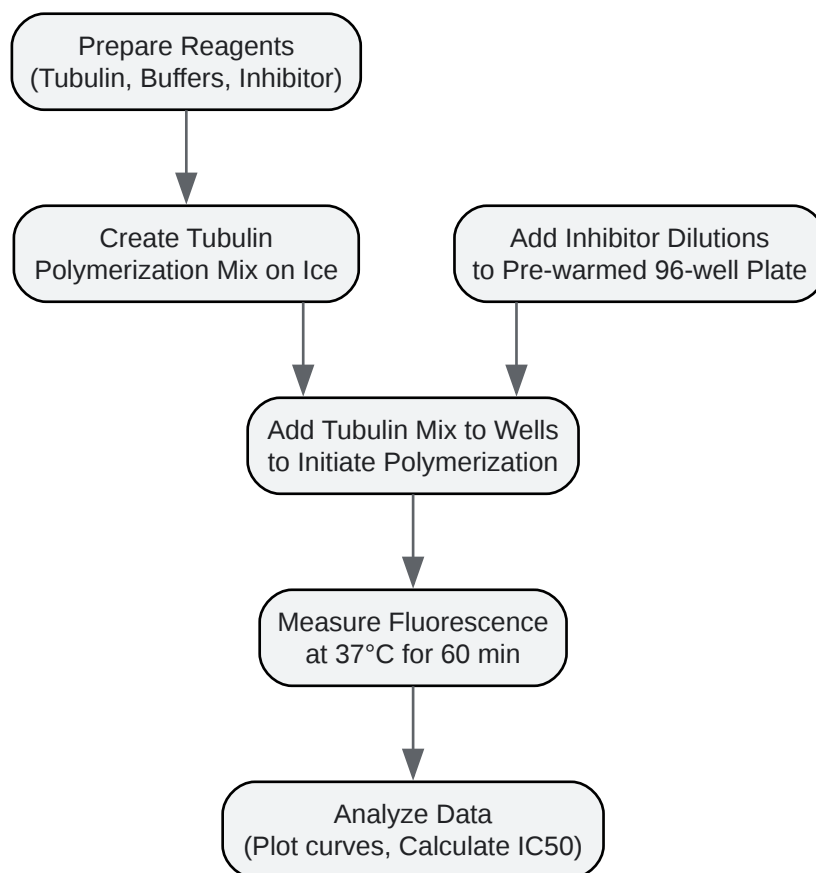 Prepare Reagents
(Tubulin, Buffers, Inhibitor)
Create Tubulin
Polymerization Mix on Ice
Add Inhibitor Dilutions
to Pre-warmed 96-well Plate
Add Tubulin Mix to Wells
to Initiate Polymerization
Measure Fluorescence
at 37°C for 60 min
Analyze Data
(Plot curves, Calculate IC50)